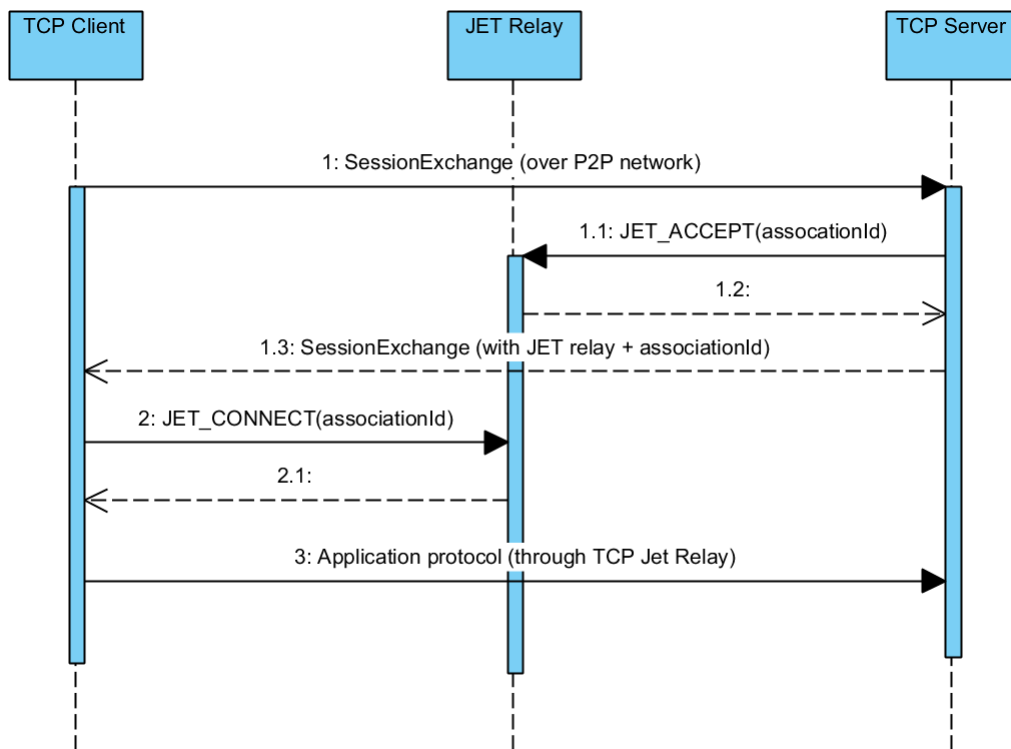 TCP Client
JET Relay
TCP Server
1: SessionExchange (over P2P network)
1.1: JET_ACCEPT(assocationId)
1.2:
1.3: SessionExchange (with JET relay + associationId)
2: JET_CONNECT(associationId)
2.1:
3: Application protocol (through TCP Jet Relay)